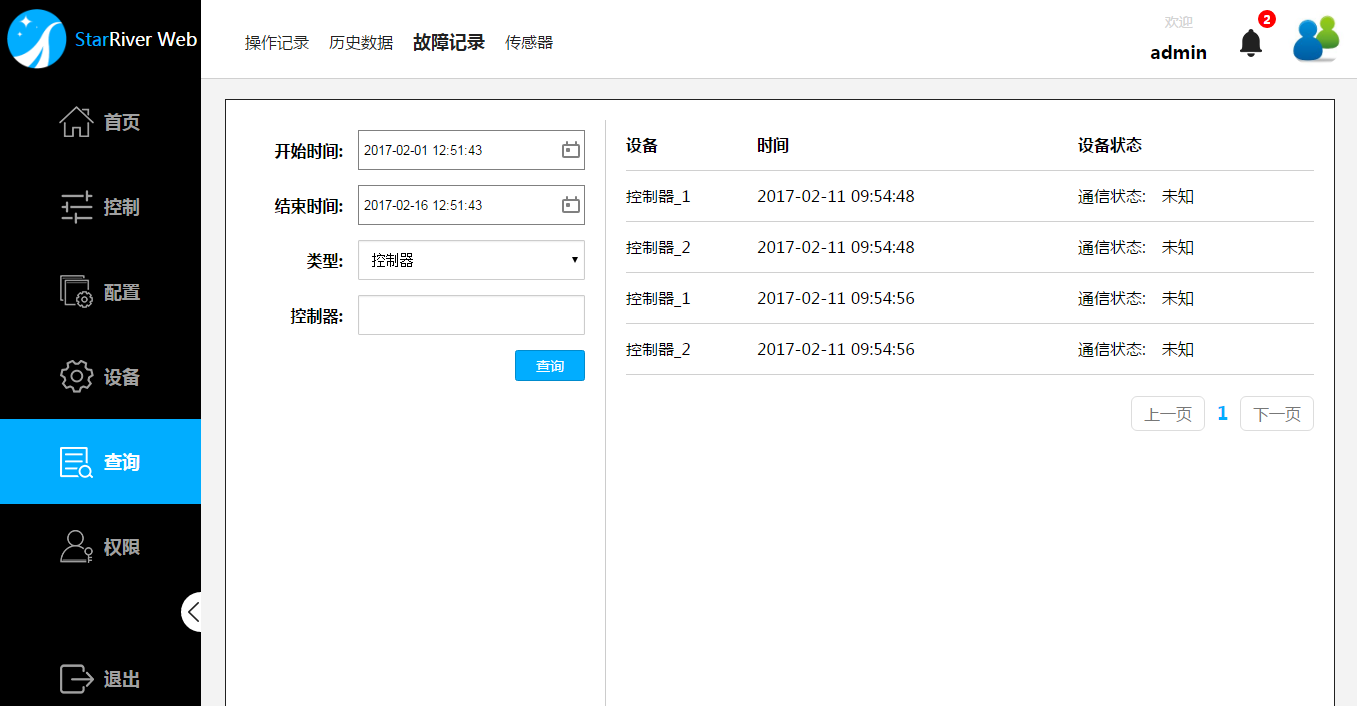 StarRiver Web
首页
控制
配置
设备
查询
权限
退出
操作记录 历史数据 故障记录 传感器
欢迎
admin
2
开始时间: 2017-02-01 12:51:43
结束时间: 2017-02-16 12:51:43
类型: 控制器
控制器:
查询
设备 时间 设备状态
控制器_1 2017-02-11 09:54:48 通信状态: 未知
控制器_2 2017-02-11 09:54:48 通信状态: 未知
控制器_1 2017-02-11 09:54:56 通信状态: 未知
控制器_2 2017-02-11 09:54:56 通信状态: 未知
上一页 1 下一页